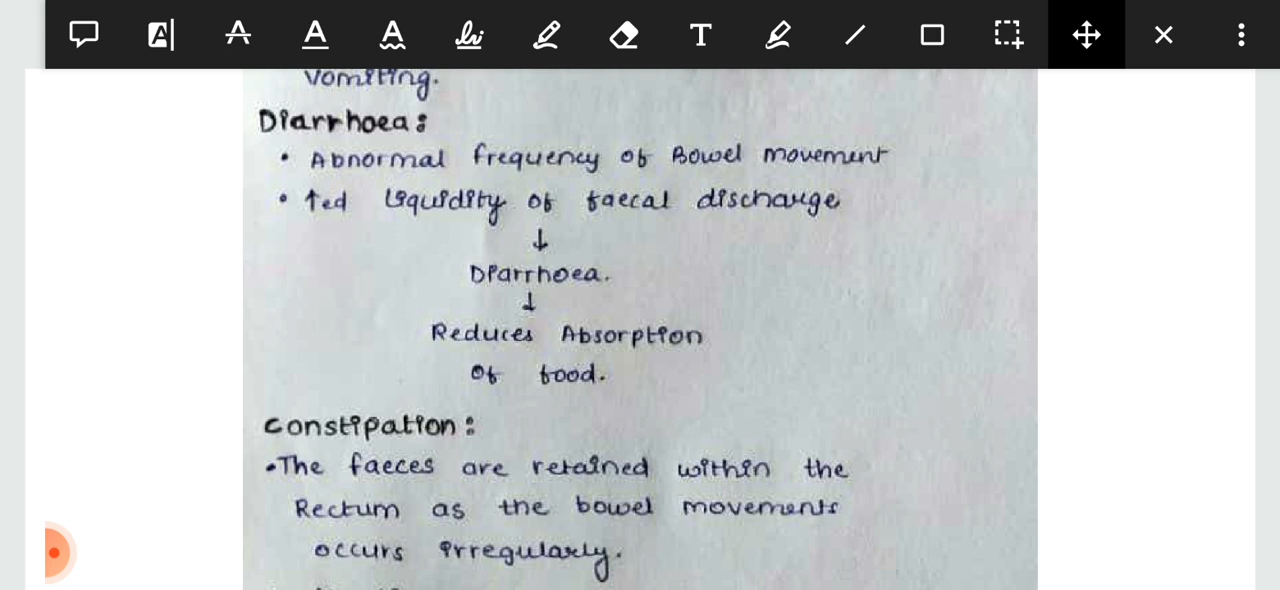 vomiting.
Diarrhoea:
• Abnormal frequency of Bowel movement
• ↑ed liquidity of faecal discharge
↓
Diarrhoea.
↓
Reduces Absorption
of food.
Constipation:
• The faeces are retained within the
Rectum as the bowel movements
occurs irregularly.